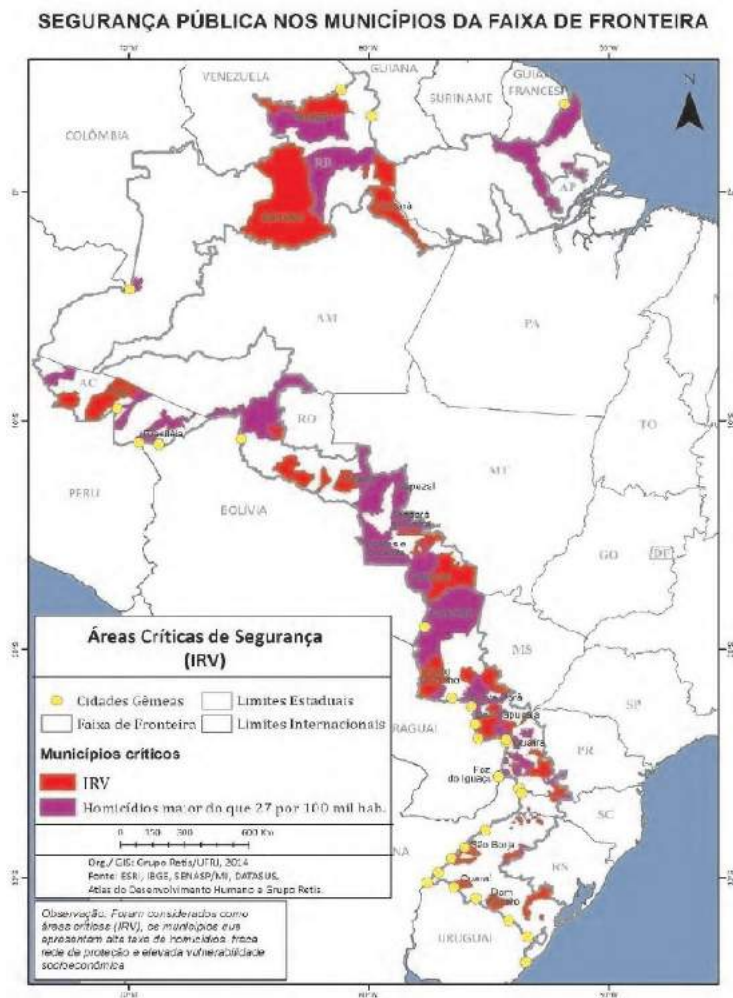 SEGURANÇA PÚBLICA NOS MUNICÍPIOS DA FAIXA DE FRONTEIRA
VENEZUELA
GUIANA
SURINAME
GUIANA
FRANCES
COLÔMBIA
N
RR
AP
AM
PA
AC
RO
TO
MT
PERU
BOLÍVIA
GO
DF
MS
SP
ARAGUAI
PR
Foz
do Iguaçu
SC
São Borja
RS
Dom
URUGUAI
Áreas Críticas de Segurança
(IRV)
Cidades Gêmeas
Limites Estaduais
Faixa de Fronteira
Limites Internacionais
Municípios críticos
IRV
Homicídios maior do que 27 por 100 mil hab.
0 150 300 600 Km
Org./ GIS: Grupo Retis/UFRJ, 2014
Fonte: ESRI, IBGE, SENASP/MJ, DATASUS.
Atlas do Desenvolvimento Humano e Grupo Retis.
Observação: Foram considerados como
áreas críticas (IRV), os municípios que
apresentam alta taxa de homicídios, fraca
rede de proteção e elevada vulnerabilidade
socioeconômica